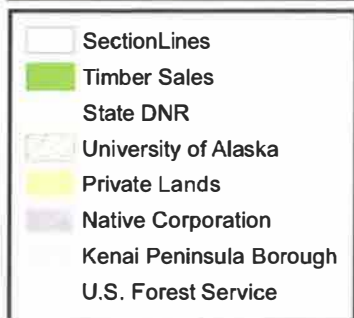 SectionLines
Timber Sales
State DNR
University of Alaska
Private Lands
Native Corporation
Kenai Peninsula Borough
U.S. Forest Service